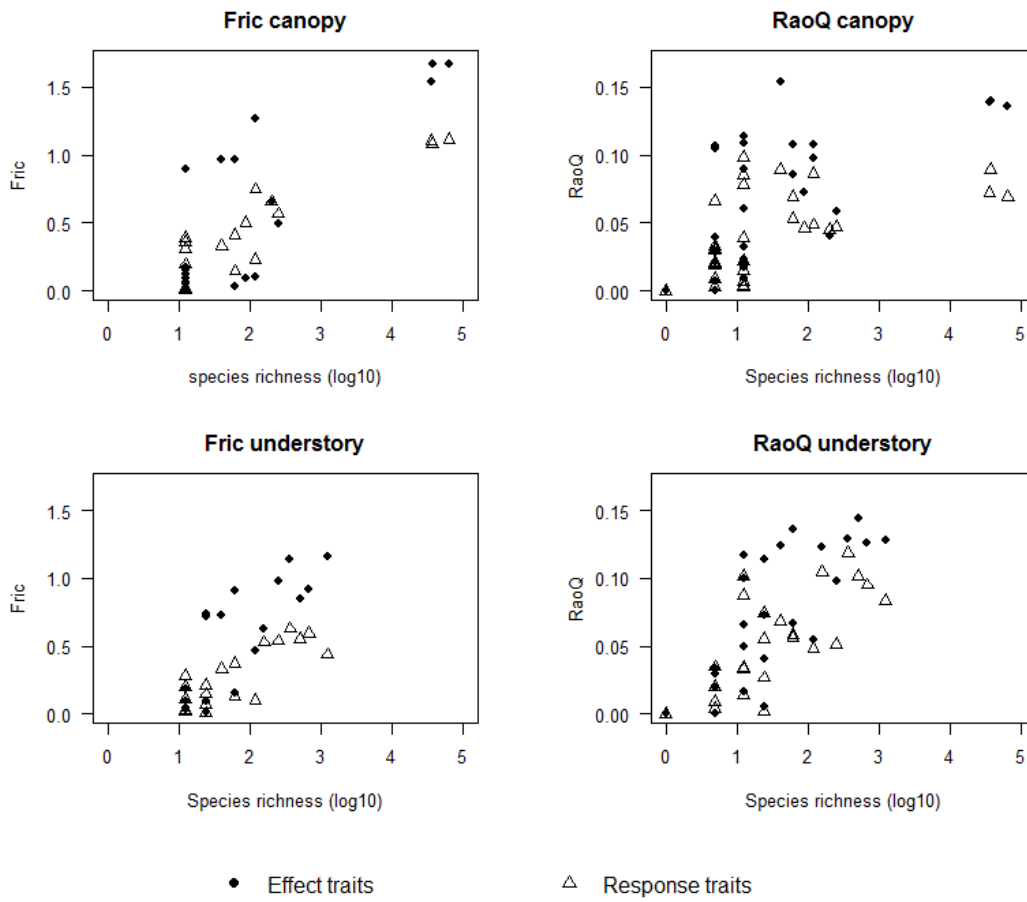 Fric canopy
RaoQ canopy
Fric
1.5
1.0
0.5
0.0
0 1 2 3 4 5
species richness (log10)
RaoQ
0.15
0.10
0.05
0.00
0 1 2 3 4 5
Species richness (log10)
Fric understory
RaoQ understory
Fric
1.5
1.0
0.5
0.0
0 1 2 3 4 5
Species richness (log10)
RaoQ
0.15
0.10
0.05
0.00
0 1 2 3 4 5
Species richness (log10)
Effect traits
Response traits